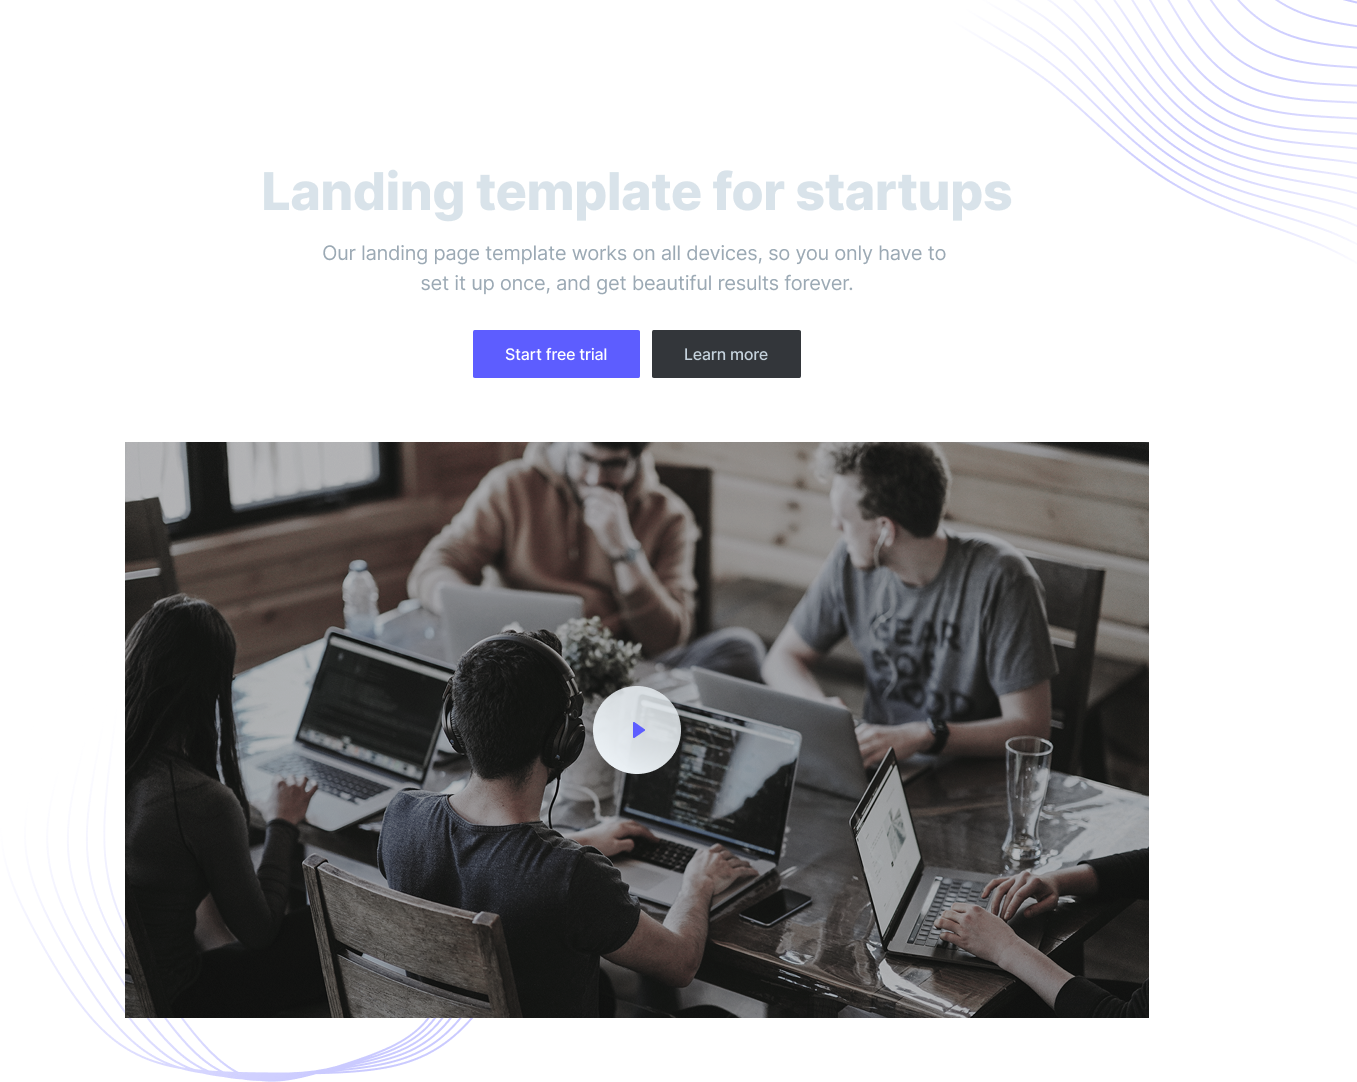 Landing template for startups
Our landing page template works on all devices, so you only have to
set it up once, and get beautiful results forever.
Start free trial
Learn more